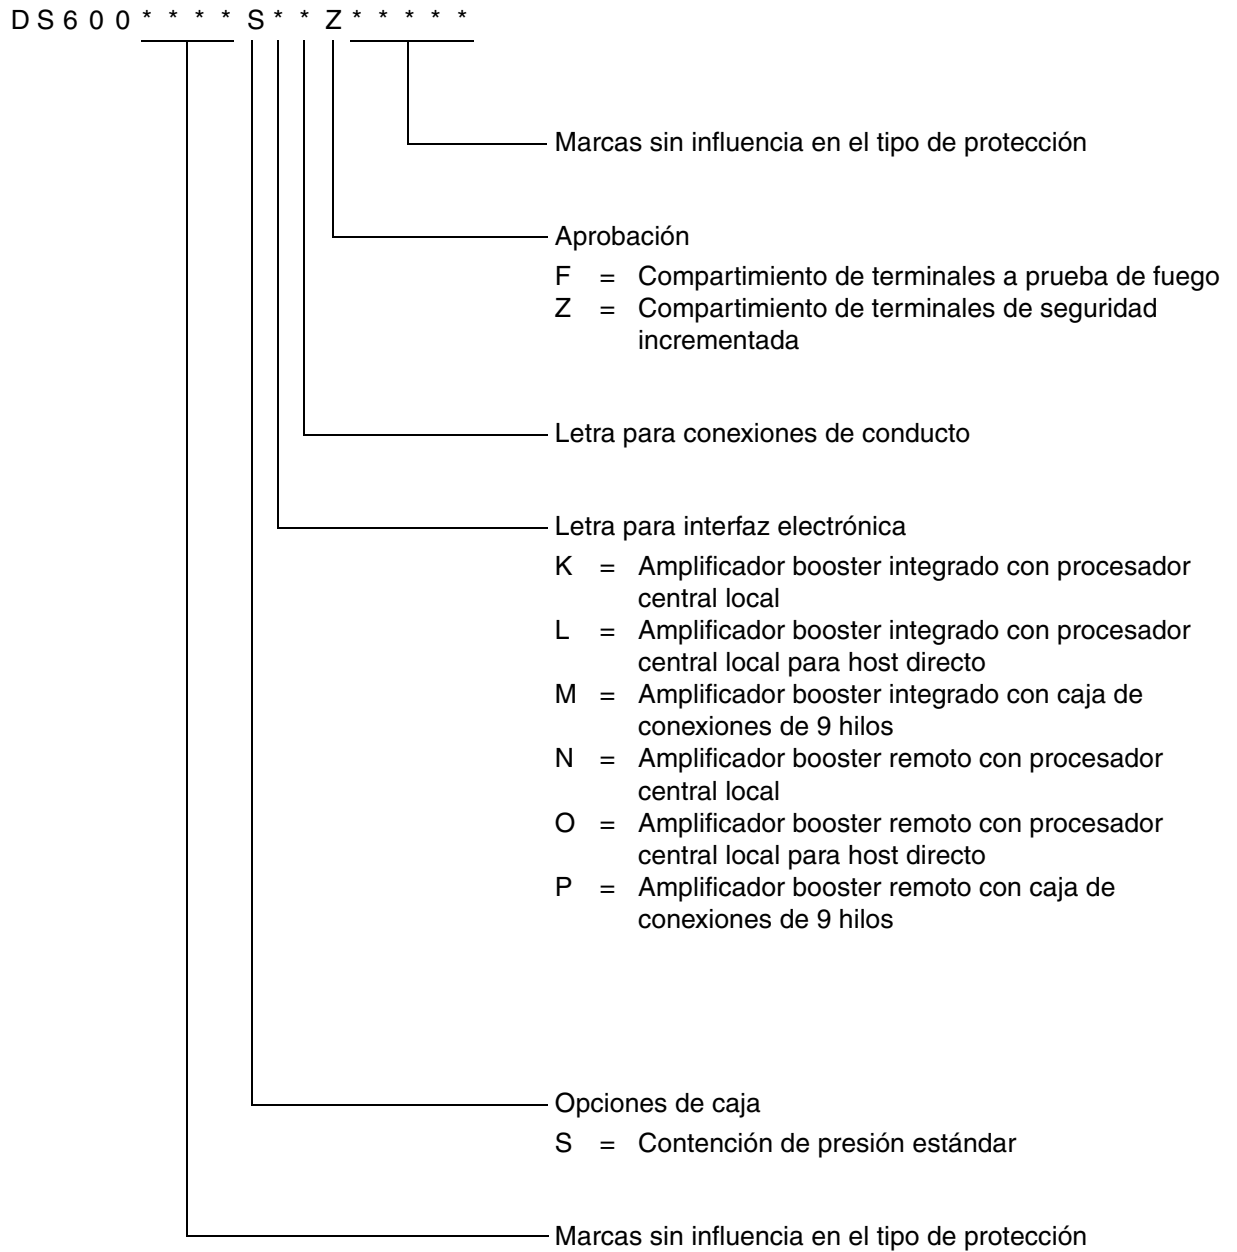 DS600****S**Z*****
Marcas sin influencia en el tipo de protección
Aprobación
F = Compartimiento de terminales a prueba de fuego
Z = Compartimiento de terminales de seguridad
incrementada
Letra para conexiones de conducto
Letra para interfaz electrónica
K = Amplificador booster integrado con procesador
central local
L = Amplificador booster integrado con procesador
central local para host directo
M = Amplificador booster integrado con caja de
conexiones de 9 hilos
N = Amplificador booster remoto con procesador
central local
O = Amplificador booster remoto con procesador
central local para host directo
P = Amplificador booster remoto con caja de
conexiones de 9 hilos
Opciones de caja
S = Contención de presión estándar
Marcas sin influencia en el tipo de protección